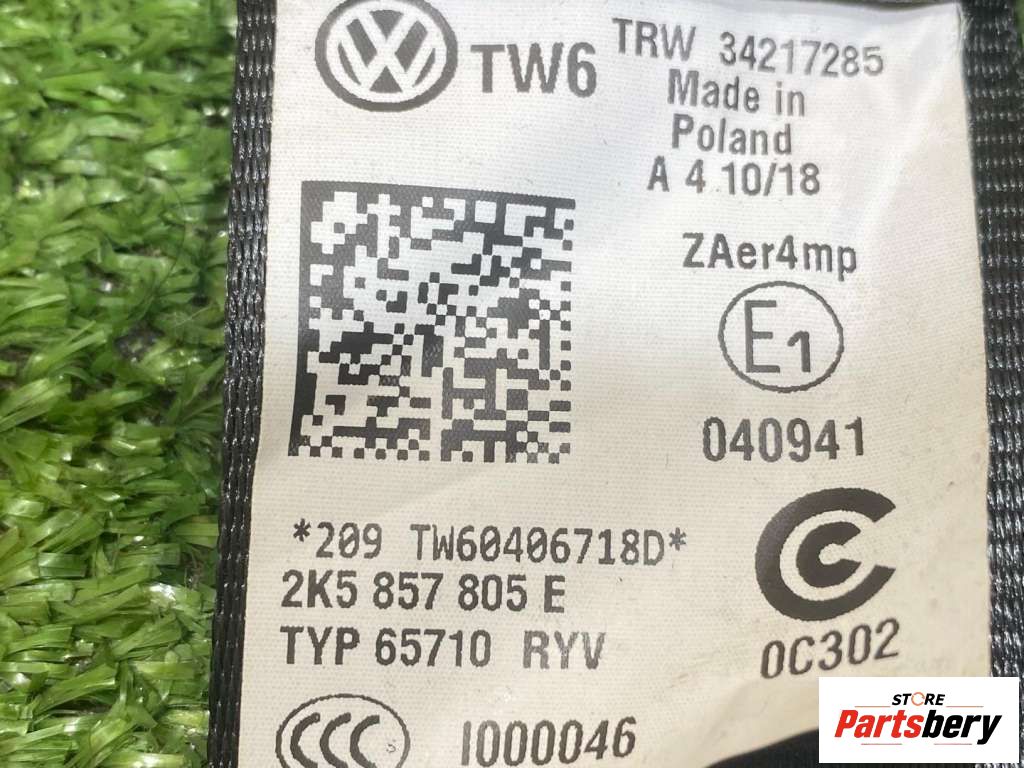 TW6
TRW 34217285
Made in
Poland
A 4 10/18
ZAer4mp
E1
040941
*209 TW60406718D*
2K5 857 805 E
TYP 65710 RYV
0C302
CCC S
I000046
STORE
Partsbery